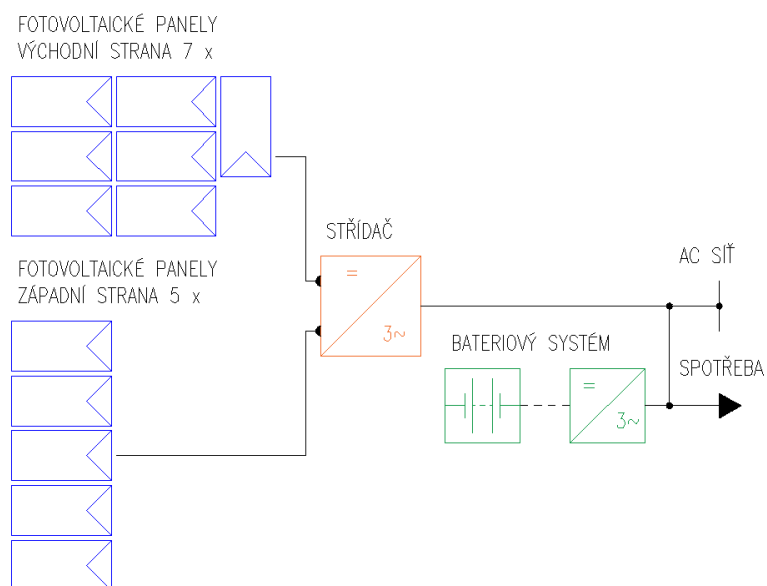 FOTOVOLTAICKÉ PANELY
VÝCHODNÍ STRANA 7 x
STŘÍDAČ
=
3~
FOTOVOLTAICKÉ PANELY
ZÁPADNÍ STRANA 5 x
AC SÍŤ
BATERIOVÝ SYSTÉM
=
3~
SPOTŘEBA